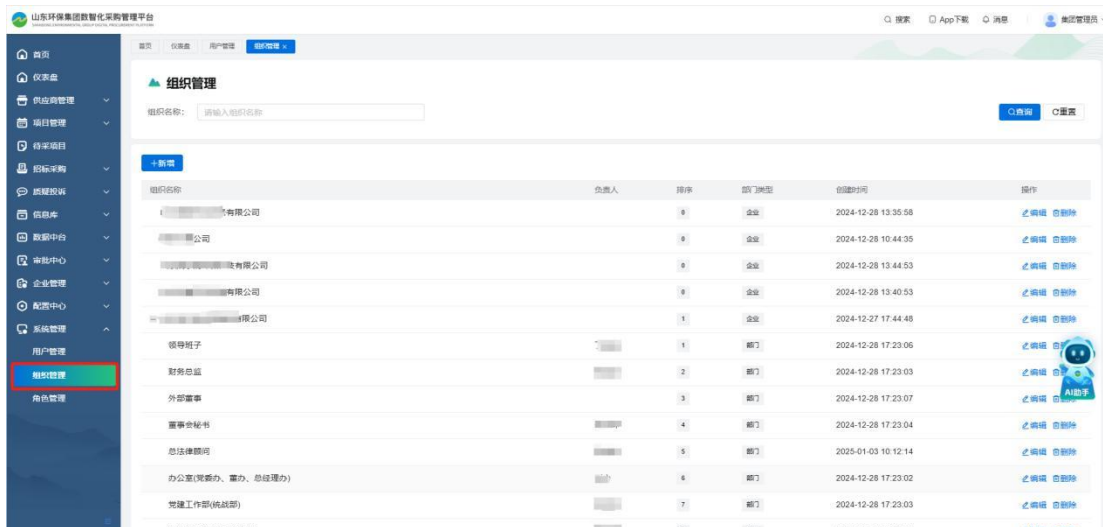 山东环保集团数智化采购管理平台
搜索 App下载 消息 集团管理员
首页 仪表盘 用户管理 组织管理 ×
首页
仪表盘
供应商管理
项目管理
待采项目
招标采购
质疑投诉
信息库
数据中台
审批中心
企业管理
配置中心
系统管理
用户管理
组织管理
角色管理
组织管理
组织名称: 请输入组织名称 查询 重置
+新增
组织名称 负责人 排序 部门类型 创建时间 操作
有限公司 0 企业 2024-12-28 13:35:58 编辑 删除
公司 0 企业 2024-12-28 10:44:35 编辑 删除
有限公司 0 企业 2024-12-28 13:44:53 编辑 删除
有限公司 0 企业 2024-12-28 13:40:53 编辑 删除
限公司 1 企业 2024-12-27 17:44:48 编辑 删除
领导班子 1 部门 2024-12-28 17:23:06 编辑
财务总监 2 部门 2024-12-28 17:23:03 编辑
外部董事 3 部门 2024-12-28 17:23:07 编辑
AI助手
董事会秘书 4 部门 2024-12-28 17:23:04 编辑 删除
总法律顾问 5 部门 2025-01-03 10:12:14 编辑 删除
办公室(党委办、董办、总经理办) 6 部门 2024-12-28 17:23:02 编辑 删除
党建工作部(统战部) 7 部门 2024-12-28 17:23:03 编辑 删除